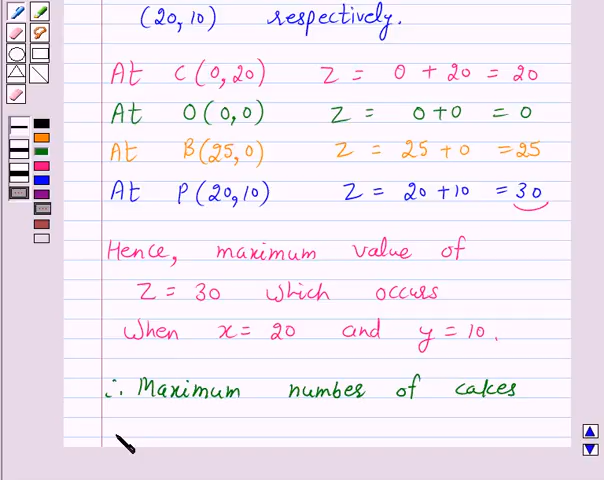 (20,10) respectively.
At C(0,20) Z = 0 + 20 = 20
At O(0,0) Z = 0+0 = 0
At B(25,0) Z = 25 + 0 = 25
At P(20,10) Z = 20 + 10 = 30
Hence, maximum value of
Z = 30 which occurs
when x = 20 and y = 10.
∴ Maximum number of cakes